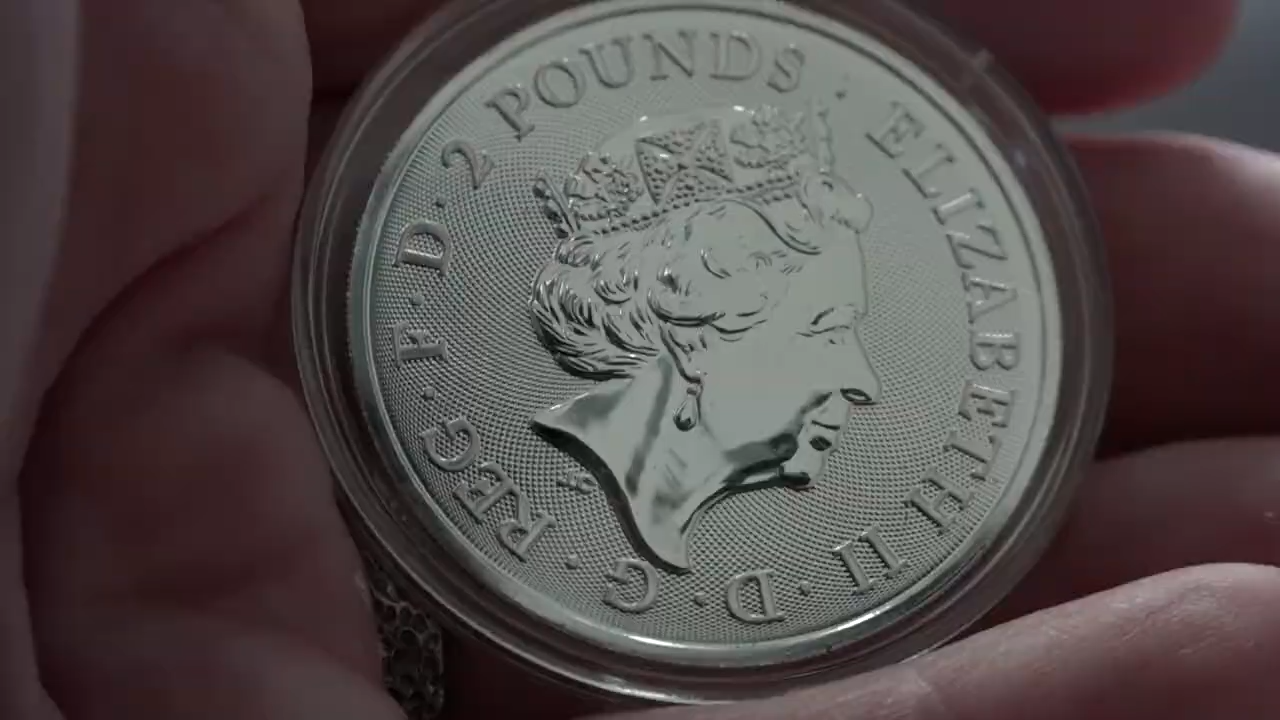 ELIZABETH II · D · G · REG · F · D · 2 POUNDS ·